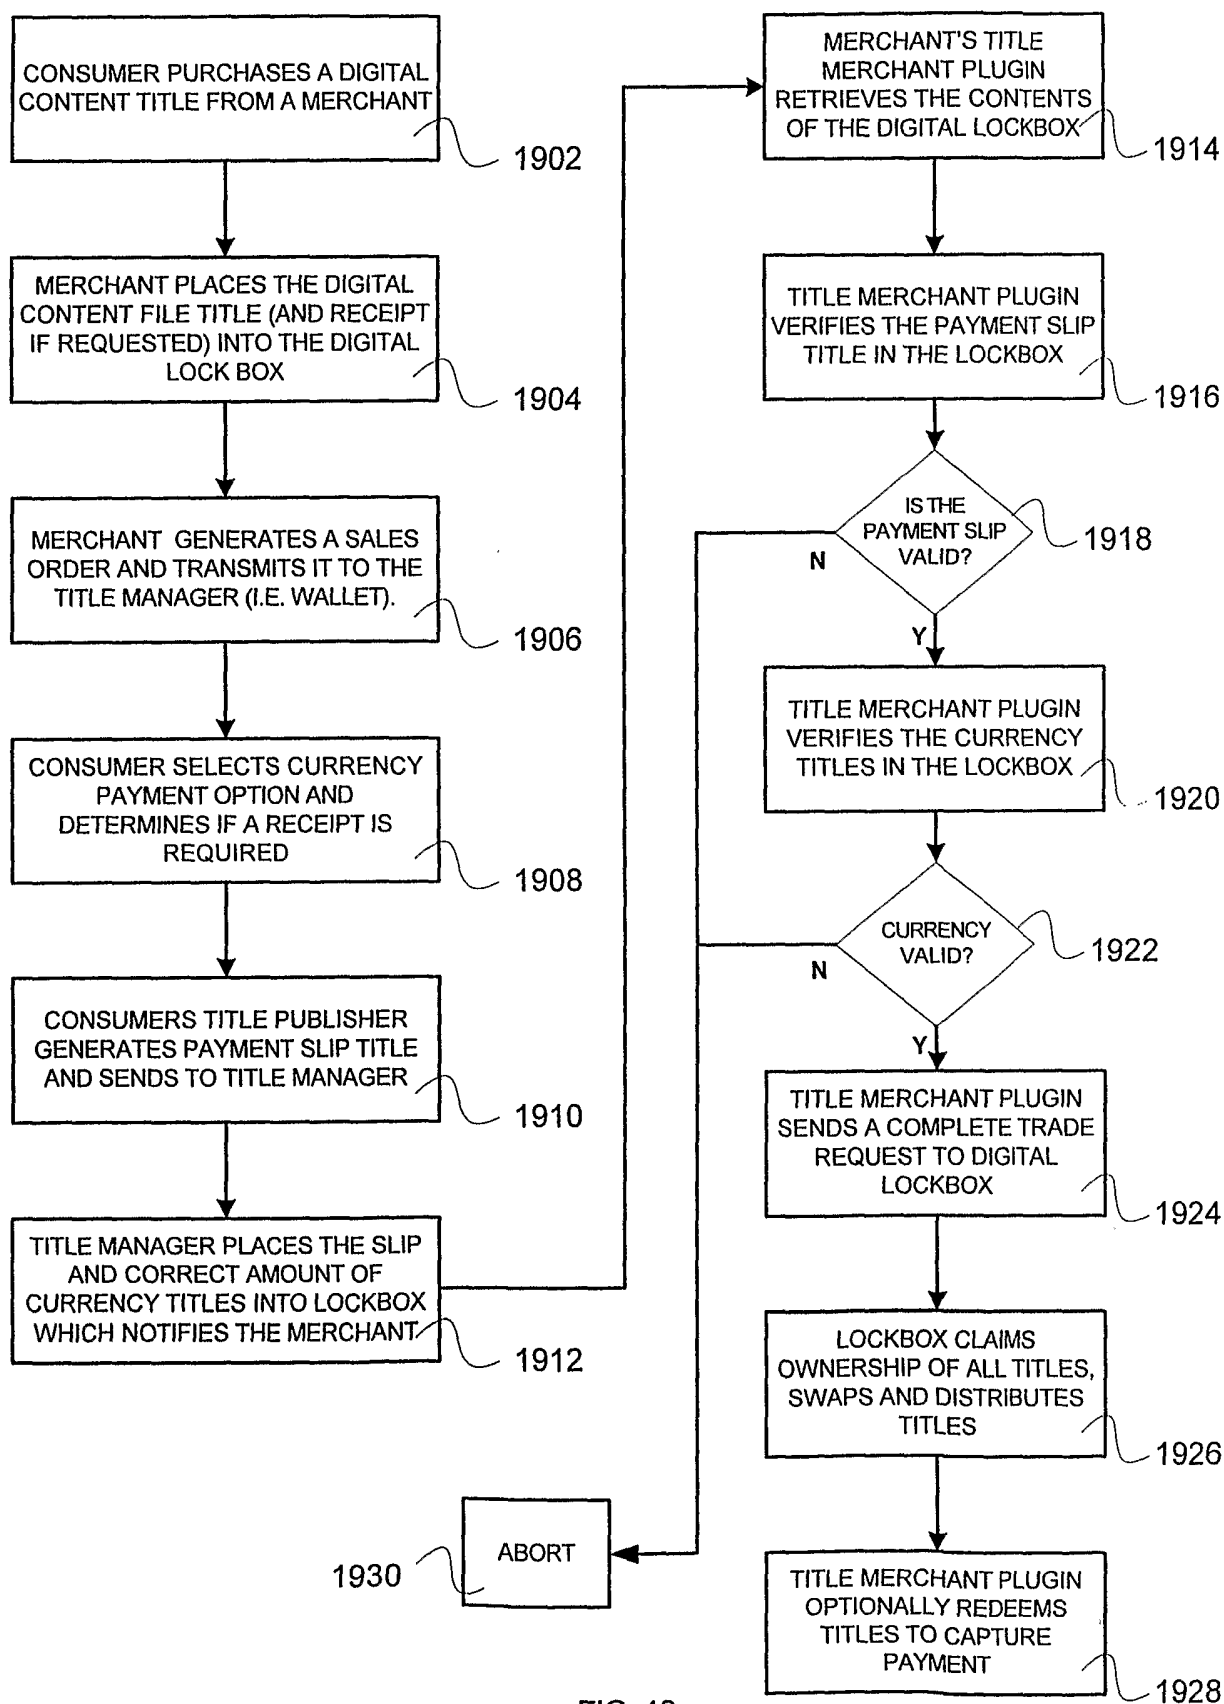 CONSUMER PURCHASES A DIGITAL
CONTENT TITLE FROM A MERCHANT
1902
MERCHANT PLACES THE DIGITAL
CONTENT FILE TITLE (AND RECEIPT
IF REQUESTED) INTO THE DIGITAL
LOCK BOX
1904
MERCHANT GENERATES A SALES
ORDER AND TRANSMITS IT TO THE
TITLE MANAGER (I.E. WALLET).
1906
CONSUMER SELECTS CURRENCY
PAYMENT OPTION AND
DETERMINES IF A RECEIPT IS
REQUIRED
1908
CONSUMERS TITLE PUBLISHER
GENERATES PAYMENT SLIP TITLE
AND SENDS TO TITLE MANAGER
1910
TITLE MANAGER PLACES THE SLIP
AND CORRECT AMOUNT OF
CURRENCY TITLES INTO LOCKBOX
WHICH NOTIFIES THE MERCHANT
1912
MERCHANT'S TITLE
MERCHANT PLUGIN
RETRIEVES THE CONTENTS
OF THE DIGITAL LOCKBOX
1914
TITLE MERCHANT PLUGIN
VERIFIES THE PAYMENT SLIP
TITLE IN THE LOCKBOX
1916
IS THE
PAYMENT SLIP
VALID?
1918
N
Y
TITLE MERCHANT PLUGIN
VERIFIES THE CURRENCY
TITLES IN THE LOCKBOX
1920
CURRENCY
VALID?
1922
N
Y
TITLE MERCHANT PLUGIN
SENDS A COMPLETE TRADE
REQUEST TO DIGITAL
LOCKBOX
1924
LOCKBOX CLAIMS
OWNERSHIP OF ALL TITLES,
SWAPS AND DISTRIBUTES
TITLES
1926
ABORT
1930
TITLE MERCHANT PLUGIN
OPTIONALLY REDEEMS
TITLES TO CAPTURE
PAYMENT
1928